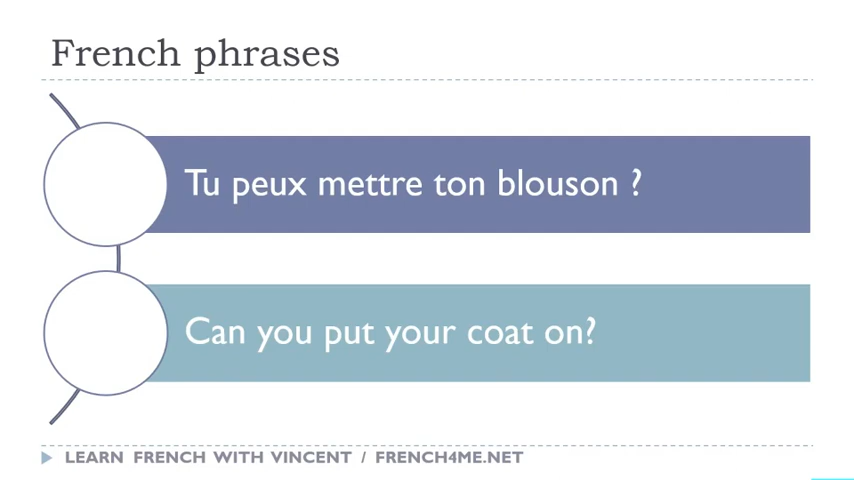 French phrases
Tu peux mettre ton blouson ?
Can you put your coat on?
LEARN FRENCH WITH VINCENT / FRENCH4ME.NET